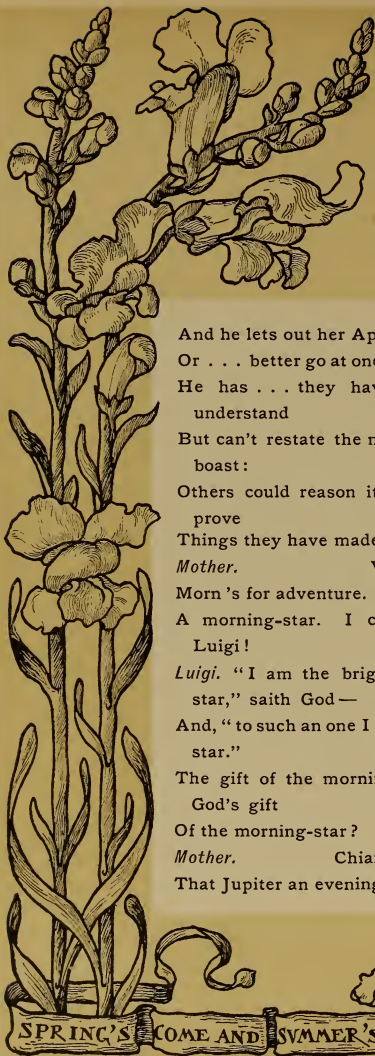 And he lets out her Ap
Or . . . better go at on
He has . . . they hav
understand
But can't restate the m
boast:
Others could reason it
prove
Things they have made
Mother.
Morn's for adventure.
A morning-star. I c
Luigi!
Luigi. "I am the brig
star," saith God—
And, "to such an one I
star."
The gift of the mornin
God's gift
Of the morning-star?
Mother. Chia
That Jupiter an evening
SPRING'S COME AND SVMMER'S